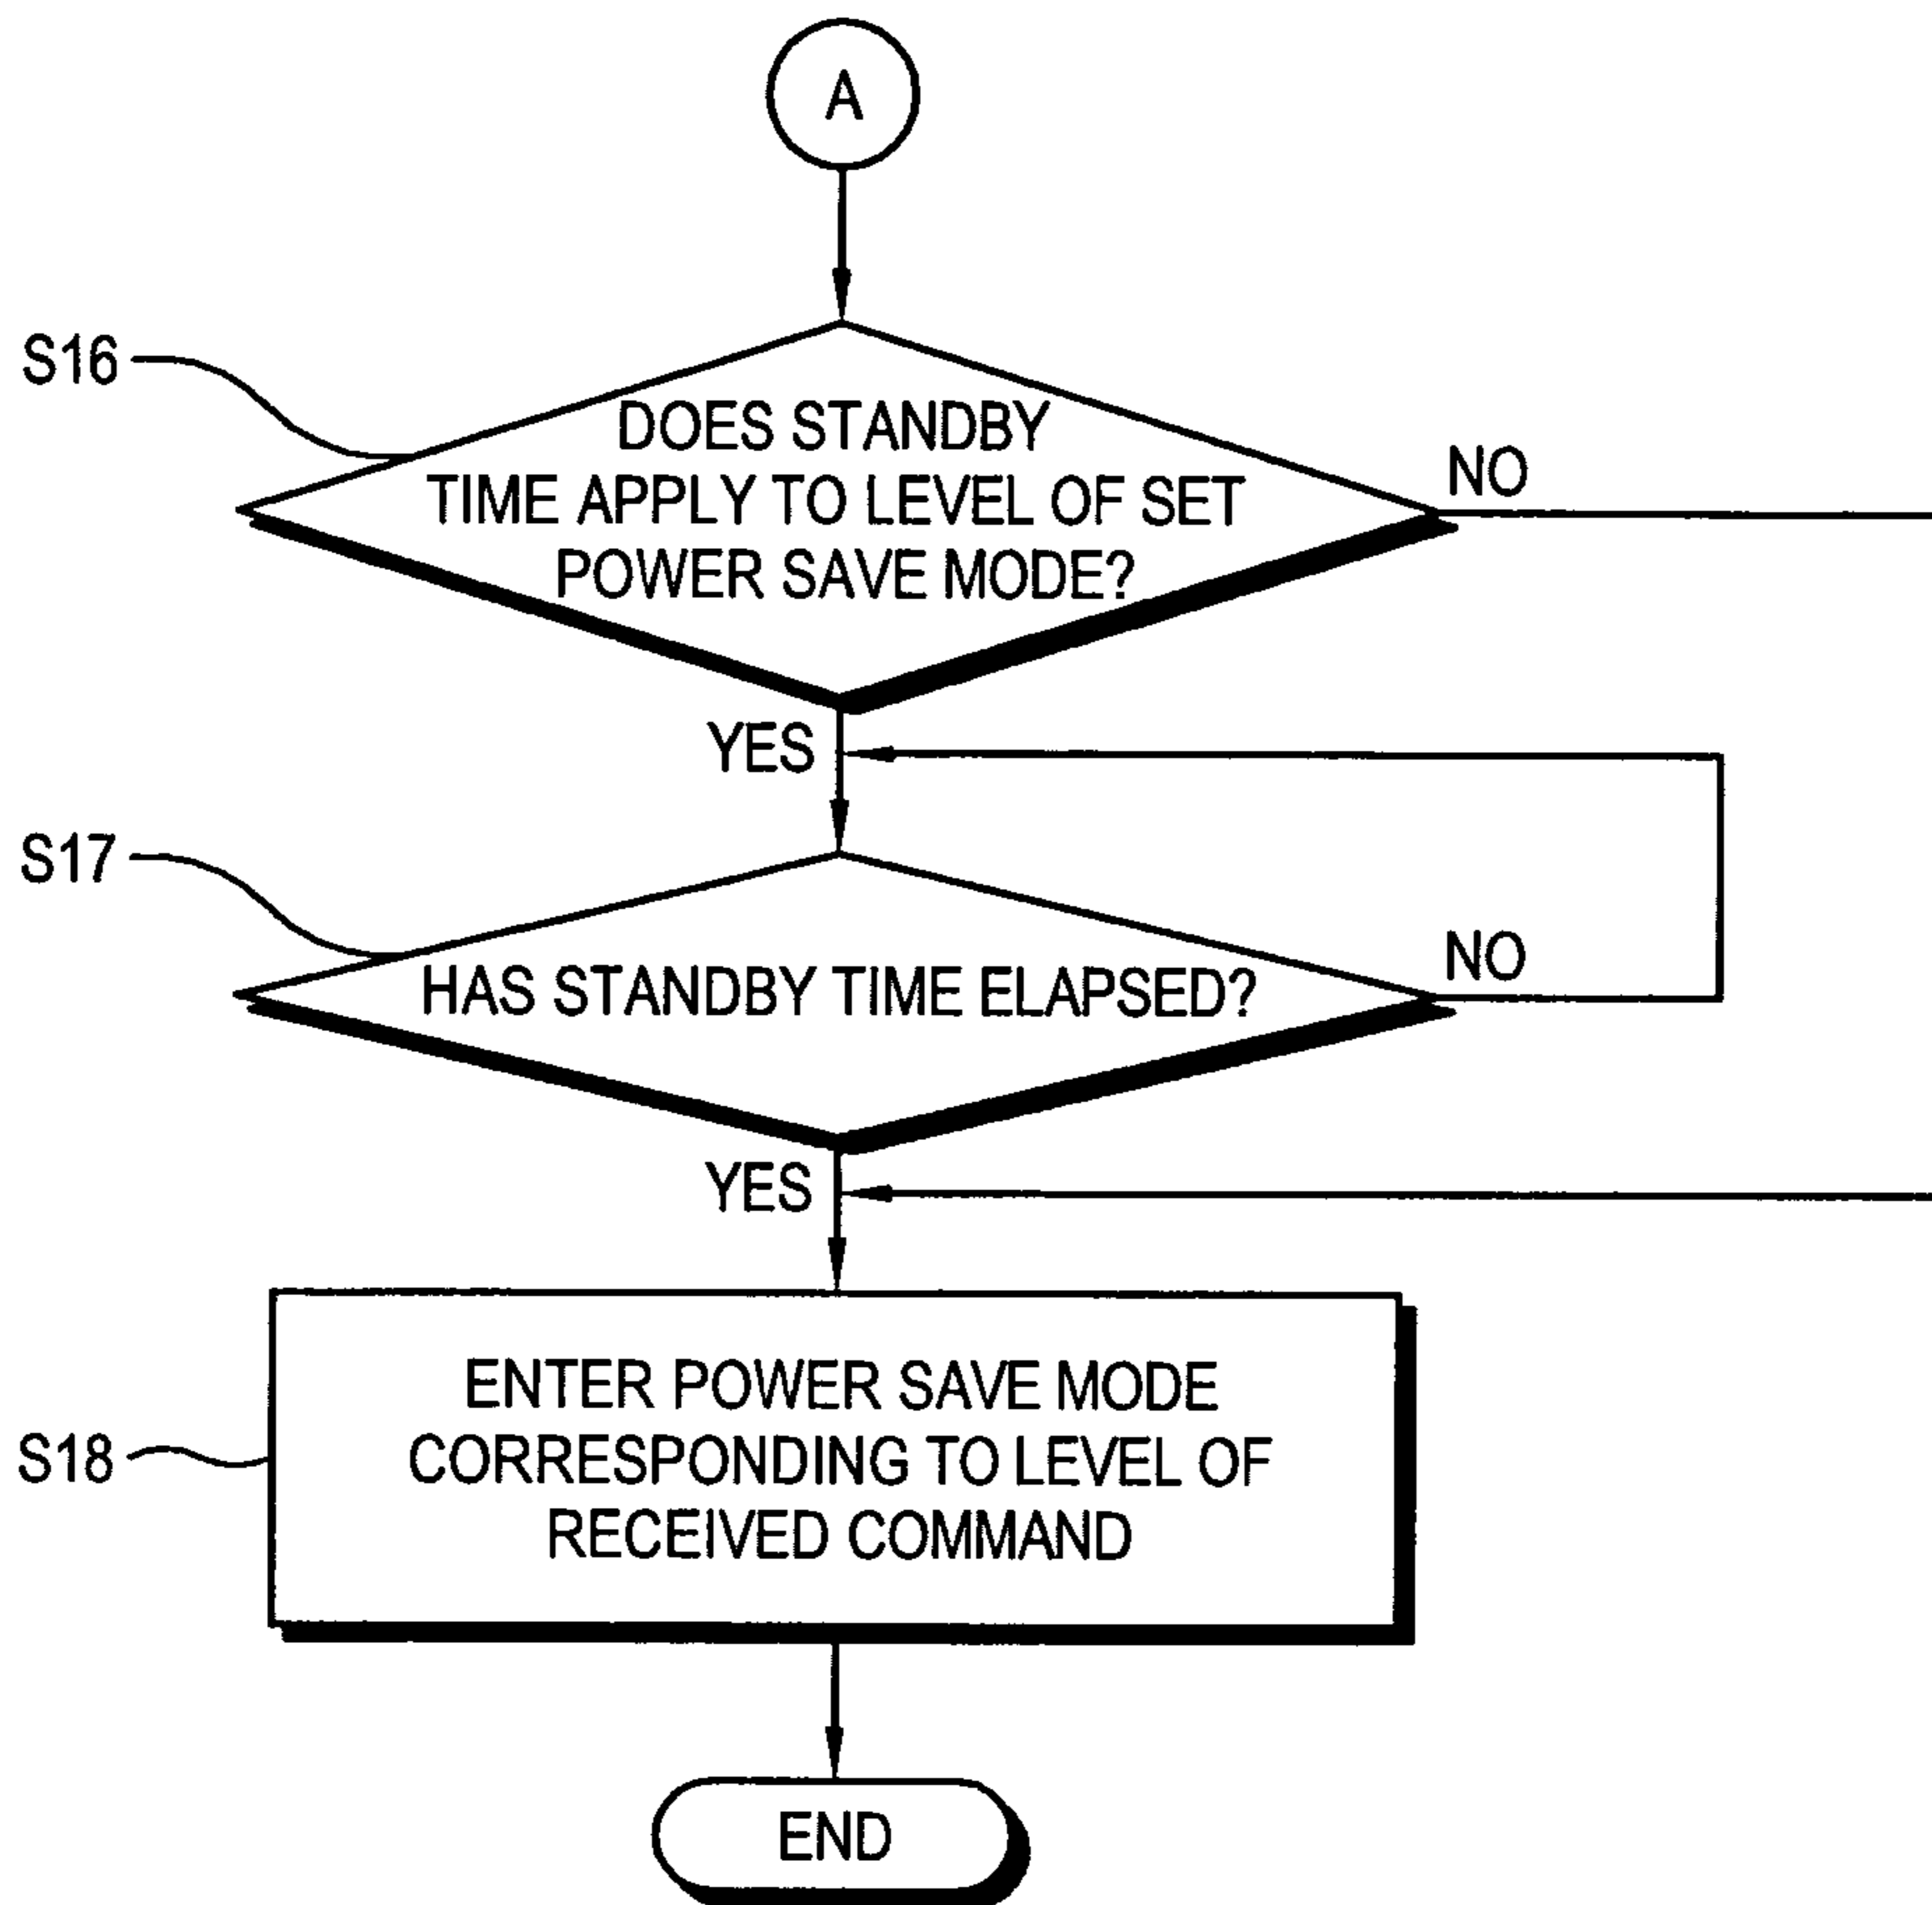 A
S16
DOES STANDBY
TIME APPLY TO LEVEL OF SET
POWER SAVE MODE?
NO
YES
S17
HAS STANDBY TIME ELAPSED?
NO
YES
S18
ENTER POWER SAVE MODE
CORRESPONDING TO LEVEL OF
RECEIVED COMMAND
END